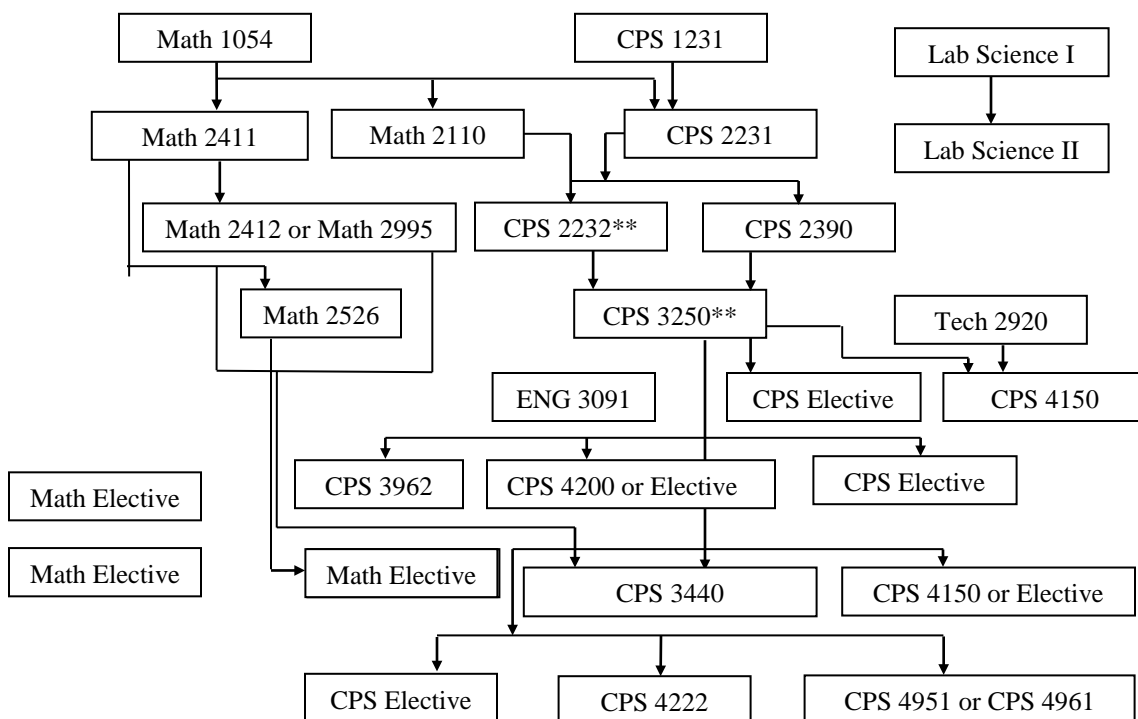 Math 1054
CPS 1231
Lab Science I
Math 2411
Math 2110
CPS 2231
Lab Science II
Math 2412 or Math 2995
CPS 2232**
CPS 2390
Math 2526
CPS 3250**
Tech 2920
ENG 3091
CPS Elective
CPS 4150
CPS 3962
CPS 4200 or Elective
CPS Elective
Math Elective
Math Elective
Math Elective
CPS 3440
CPS 4150 or Elective
CPS Elective
CPS 4222
CPS 4951 or CPS 4961